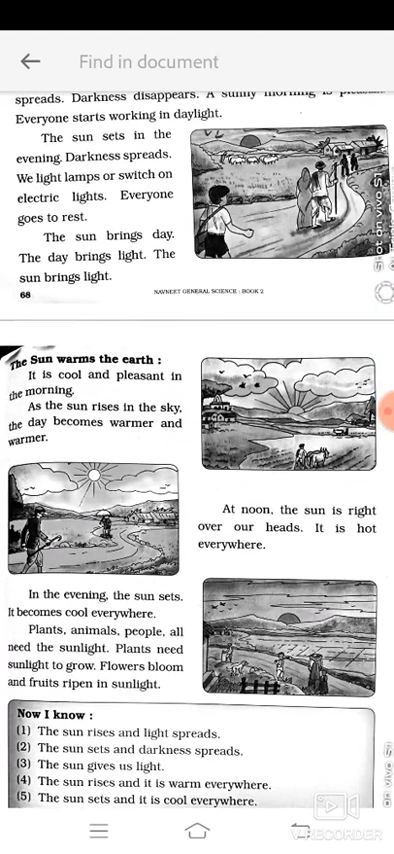 Find in document
spreads. Darkness disappears. A sunny morning is pleasant.
Everyone starts working in daylight.
The sun sets in the
evening. Darkness spreads.
We light lamps or switch on
electric lights. Everyone
goes to rest.
The sun brings day.
The day brings light. The
sun brings light.
68
NAVNEET GENERAL SCIENCE : BOOK 2
Shot on vivo S1
The Sun warms the earth :
It is cool and pleasant in
the morning.
As the sun rises in the sky,
the day becomes warmer and
warmer.
At noon, the sun is right
over our heads. It is hot
everywhere.
In the evening, the sun sets.
It becomes cool everywhere.
Plants, animals, people, all
need the sunlight. Plants need
sunlight to grow. Flowers bloom
and fruits ripen in sunlight.
Now I know :
(1) The sun rises and light spreads.
(2) The sun sets and darkness spreads.
(3) The sun gives us light.
(4) The sun rises and it is warm everywhere.
(5) The sun sets and it is cool everywhere.
on vivo S1
V.RECORDER